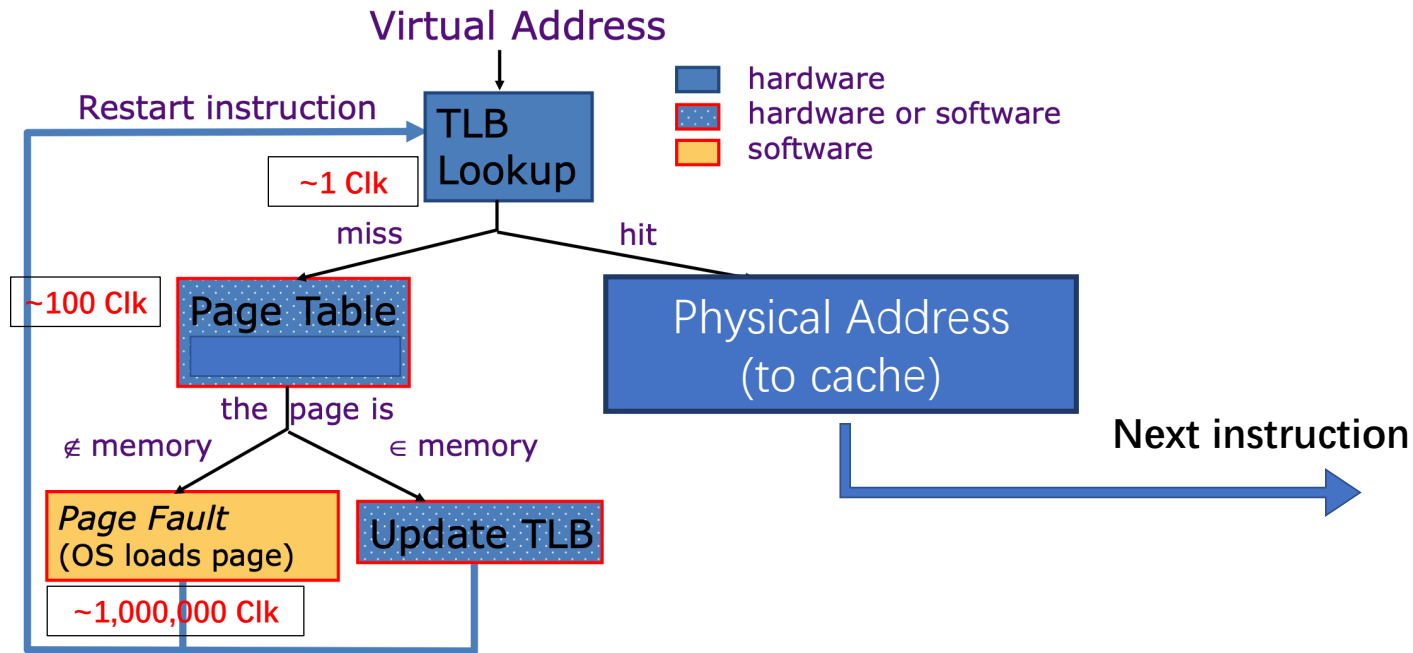 Virtual Address
hardware
hardware or software
software
Restart instruction
TLB
Lookup
~1 Clk
miss
hit
~100 Clk
Page Table
Physical Address
(to cache)
the page is
∉ memory
∈ memory
Next instruction
Page Fault
(OS loads page)
Update TLB
~1,000,000 Clk